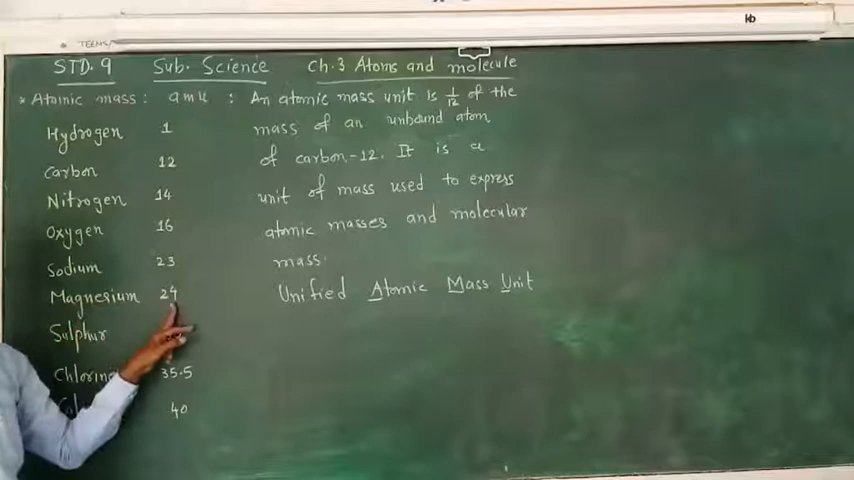 TEEMS
STD. 9 Sub. Science Ch. 3 Atoms and molecule
* Atomic mass : amu : An atomic mass unit is 1/12 of the
Hydrogen 1 mass of an unbound atom
Carbon 12 of carbon-12. It is a
Nitrogen 14 unit of mass used to express
Oxygen 16 atomic masses and molecular
Sodium 23 mass.
Magnesium 24 Unified Atomic Mass Unit
Sulphur
Chlorine 35.5
40